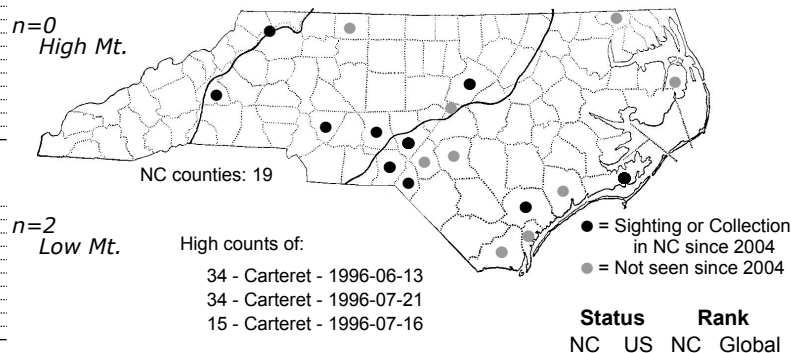 n=0
High Mt.
NC counties: 19
n=2
Low Mt.
High counts of:
34 - Carteret - 1996-06-13
34 - Carteret - 1996-07-21
15 - Carteret - 1996-07-16
= Sighting or Collection
in NC since 2004
= Not seen since 2004
Status Rank
NC US NC Global